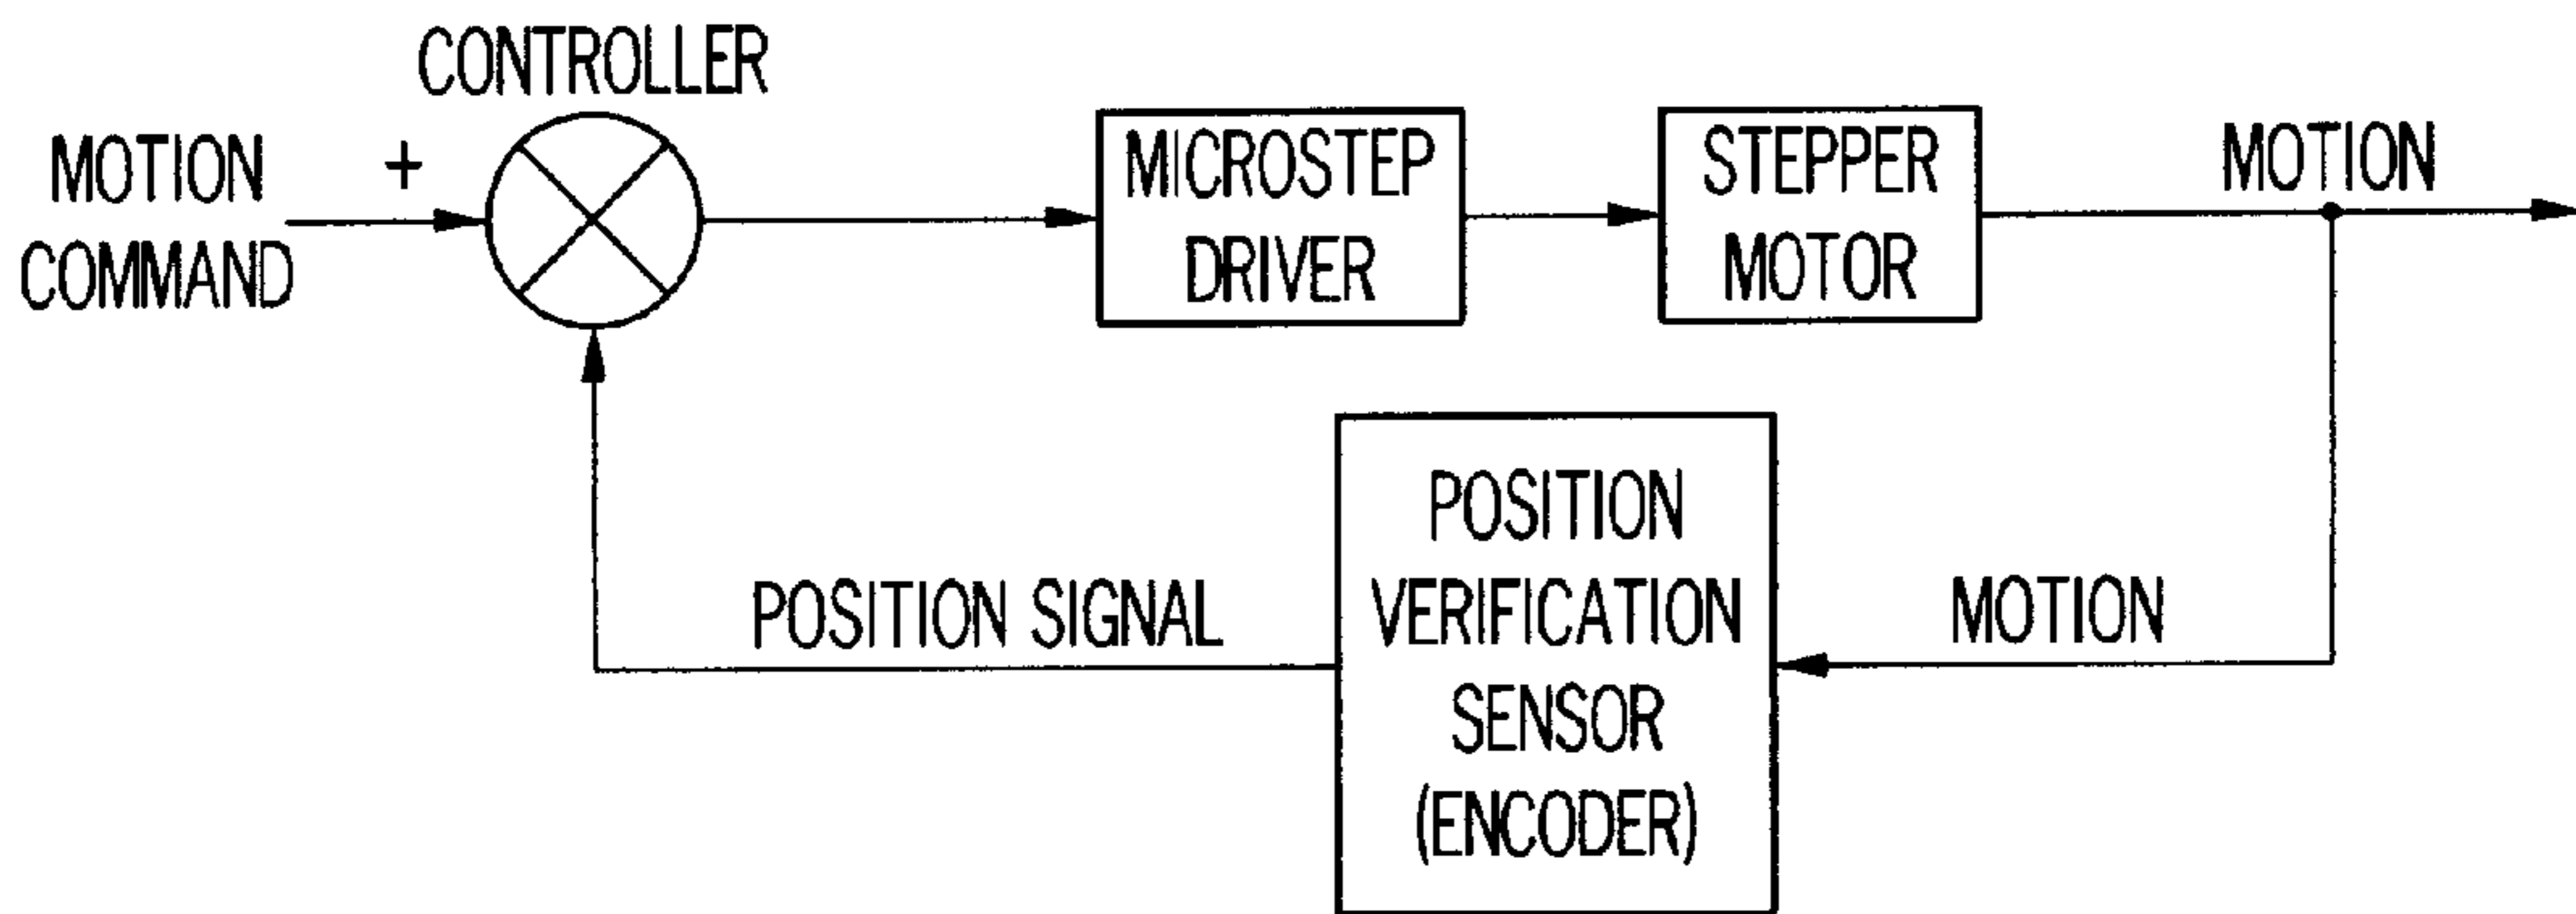 CONTROLLER
MOTION
COMMAND
+
MICROSTEP
DRIVER
STEPPER
MOTOR
MOTION
POSITION SIGNAL
POSITION
VERIFICATION
SENSOR
(ENCODER)
MOTION